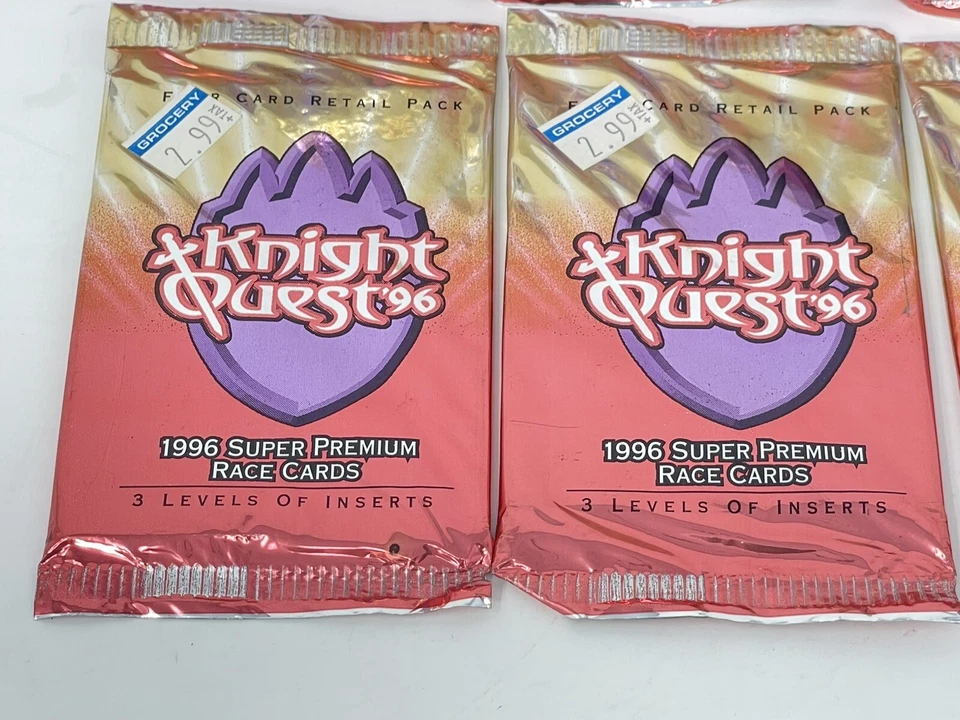 F R CARD RETAIL PACK
GROCERY
2.99 +TAX
Knight
Quest '96
1996 SUPER PREMIUM
RACE CARDS
3 LEVELS OF INSERTS
F CARD RETAIL PACK
GROCERY
2.99 +TAX
Knight
Quest '96
1996 SUPER PREMIUM
RACE CARDS
3 LEVELS OF INSERTS